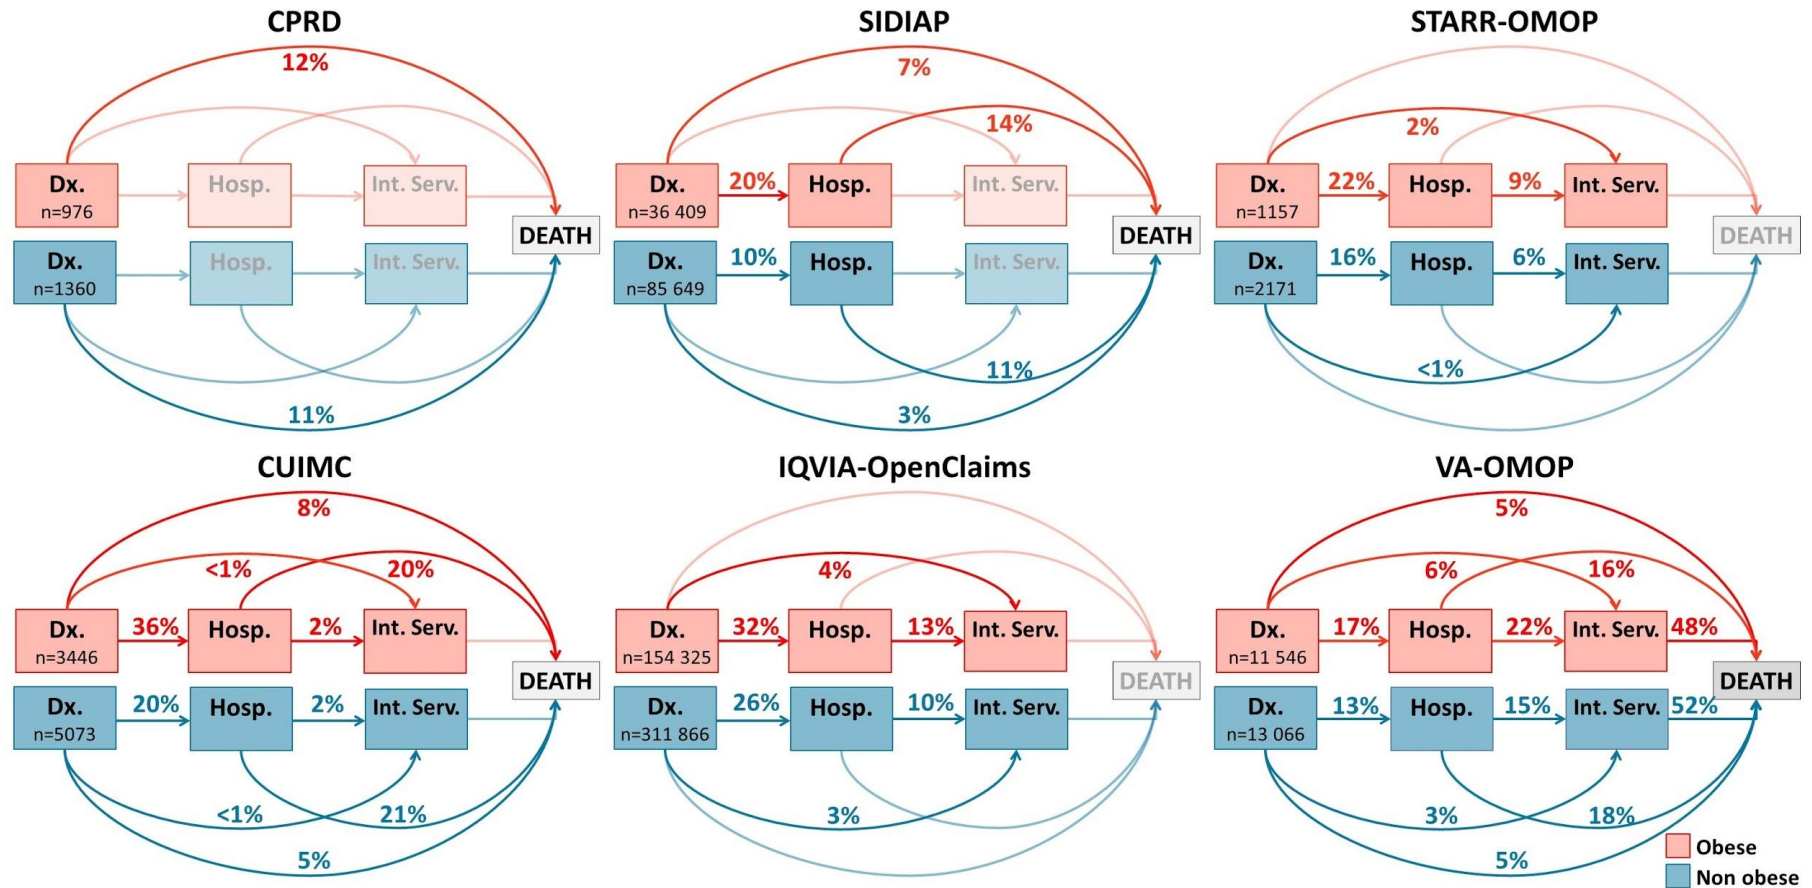 CPRD
12%
Dx.
n=976
Hosp.
Int. Serv.
DEATH
Dx.
n=1360
Hosp.
Int. Serv.
11%
SIDIAP
7%
14%
Dx.
n=36 409
20%
Hosp.
Int. Serv.
DEATH
Dx.
n=85 649
10%
Hosp.
Int. Serv.
11%
3%
STARR-OMOP
2%
Dx.
n=1157
22%
Hosp.
9%
Int. Serv.
DEATH
Dx.
n=2171
16%
Hosp.
6%
Int. Serv.
<1%
CUIMC
8%
<1%
20%
Dx.
n=3446
36%
Hosp.
2%
Int. Serv.
DEATH
Dx.
n=5073
20%
Hosp.
2%
Int. Serv.
<1%
21%
5%
IQVIA-OpenClaims
4%
Dx.
n=154 325
32%
Hosp.
13%
Int. Serv.
DEATH
Dx.
n=311 866
26%
Hosp.
10%
Int. Serv.
3%
VA-OMOP
5%
6%
16%
Dx.
n=11 546
17%
Hosp.
22%
Int. Serv.
48%
DEATH
Dx.
n=13 066
13%
Hosp.
15%
Int. Serv.
52%
3%
18%
5%
Obese
Non obese